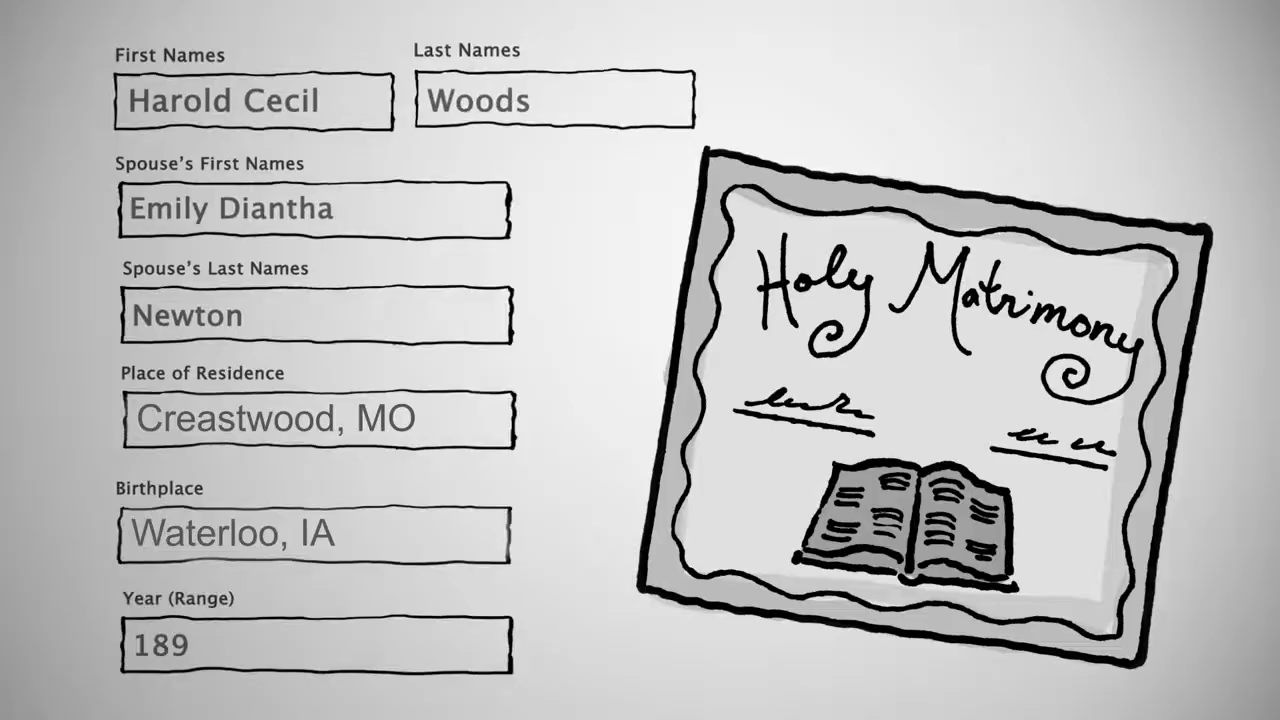 First Names
Last Names
Harold Cecil
Woods
Spouse's First Names
Emily Diantha
Spouse's Last Names
Newton
Place of Residence
Creastwood, MO
Birthplace
Waterloo, IA
Year (Range)
189
Holy Matrimony